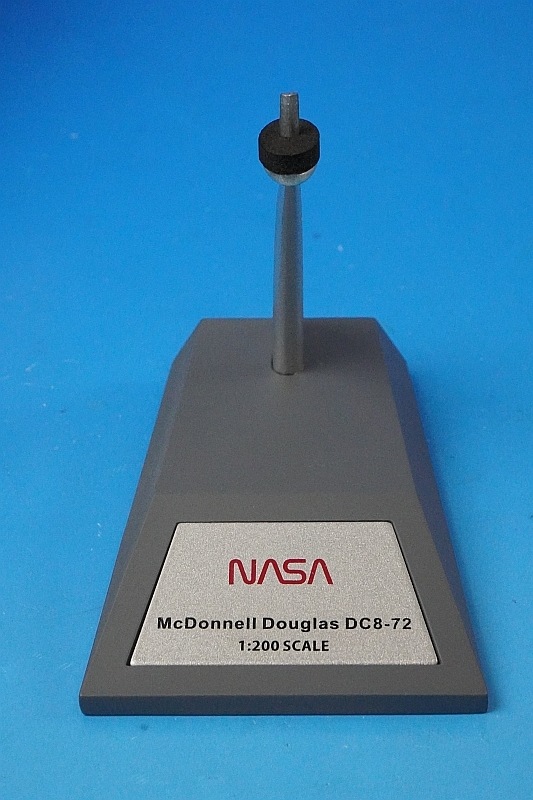 NASA
McDonnell Douglas DC8-72
1:200 SCALE